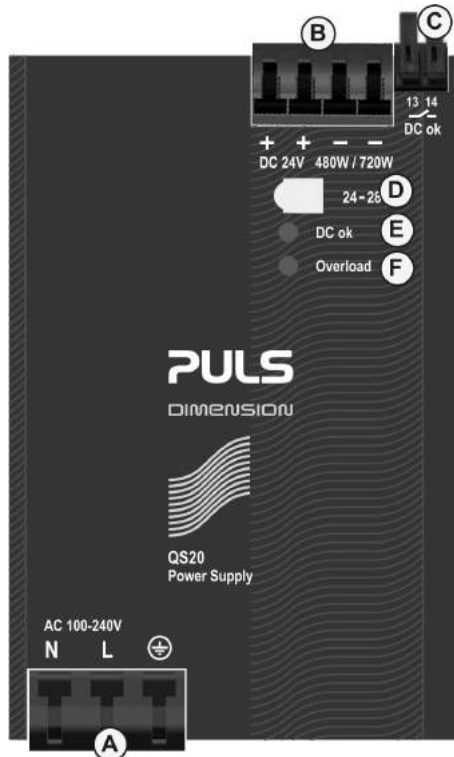 B
C
13 14
DC ok
+ + − −
DC 24V 480W / 720W
24-28 D
DC ok E
Overload F
PULS
DIMENSION
QS20
Power Supply
AC 100-240V
N L
A